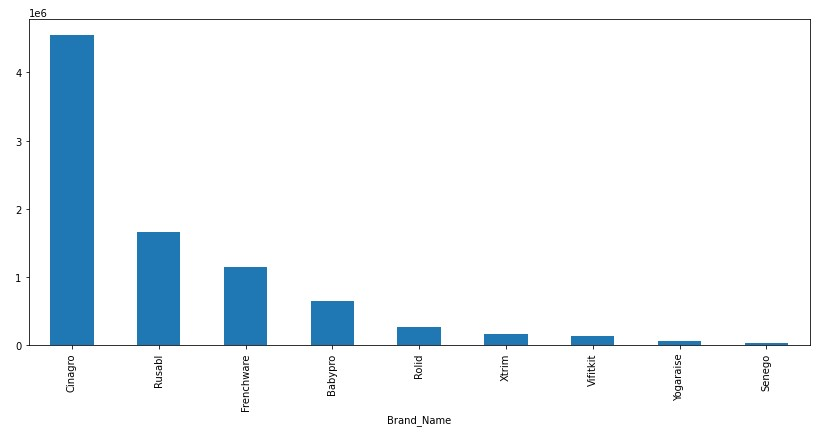 1e6
4
3
2
1
0
Cinagro
Rusabl
Frenchware
Babypro
Rolid
Xtrim
Vifitkit
Yogaraise
Senego
Brand_Name